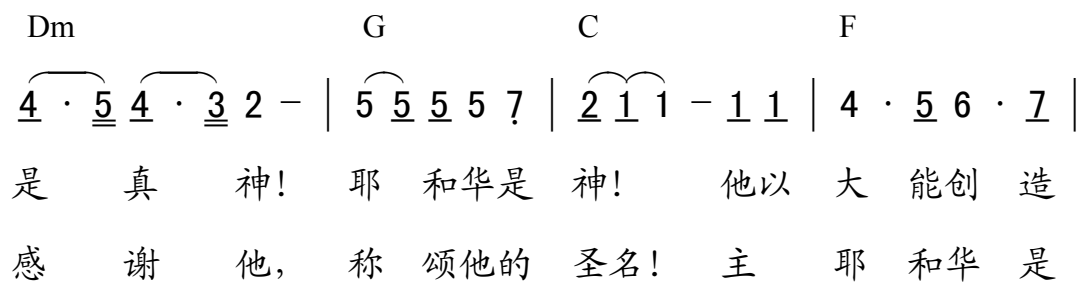 Dm G C F
4 · 5 4 · 3 2 – | 5 5 5 5 7 | 2 1 1 – 1 1 | 4 · 5 6 · 7 |
是 真 神! 耶 和华是 神! 他以 大 能创 造
感 谢 他, 称 颂他的 圣名! 主 耶 和华 是